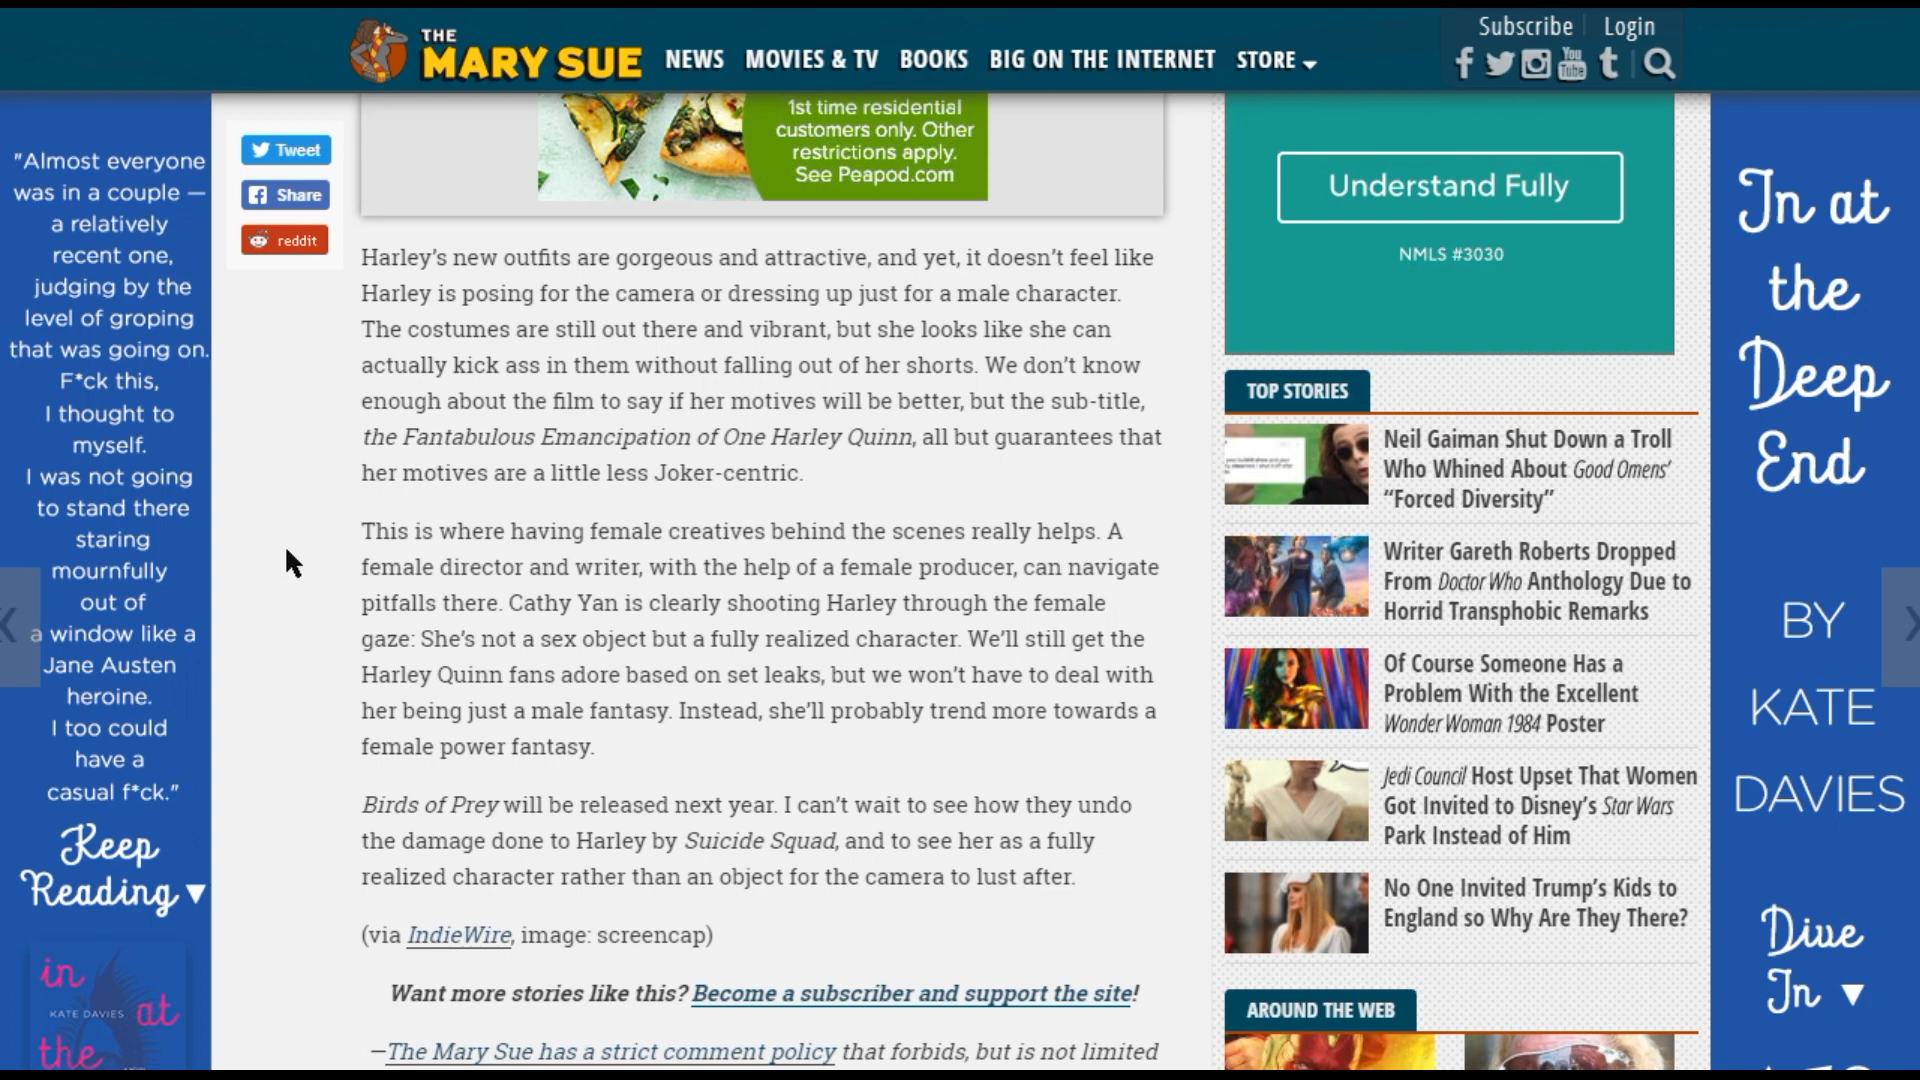 THE
MARY SUE
NEWS
MOVIES & TV
BOOKS
BIG ON THE INTERNET
STORE
Subscribe
Login
You
Tube
"Almost everyone
was in a couple —
a relatively
recent one,
judging by the
level of groping
that was going on.
F*ck this,
I thought to
myself.
I was not going
to stand there
staring
mournfully
out of
a window like a
Jane Austen
heroine.
I too could
have a
casual f*ck."
Keep
Reading
in
KATE DAVIES
at
the
Tweet
Share
reddit
1st time residential
customers only. Other
restrictions apply.
See Peapod.com
Harley's new outfits are gorgeous and attractive, and yet, it doesn't feel like
Harley is posing for the camera or dressing up just for a male character.
The costumes are still out there and vibrant, but she looks like she can
actually kick ass in them without falling out of her shorts. We don't know
enough about the film to say if her motives will be better, but the sub-title,
the Fantabulous Emancipation of One Harley Quinn, all but guarantees that
her motives are a little less Joker-centric.
This is where having female creatives behind the scenes really helps. A
female director and writer, with the help of a female producer, can navigate
pitfalls there. Cathy Yan is clearly shooting Harley through the female
gaze: She's not a sex object but a fully realized character. We'll still get the
Harley Quinn fans adore based on set leaks, but we won't have to deal with
her being just a male fantasy. Instead, she'll probably trend more towards a
female power fantasy.
Birds of Prey will be released next year. I can't wait to see how they undo
the damage done to Harley by Suicide Squad, and to see her as a fully
realized character rather than an object for the camera to lust after.
(via IndieWire, image: screencap)
Want more stories like this? Become a subscriber and support the site!
—The Mary Sue has a strict comment policy that forbids, but is not limited
Understand Fully
NMLS #3030
TOP STORIES
Neil Gaiman Shut Down a Troll
Who Whined About Good Omens'
"Forced Diversity"
Writer Gareth Roberts Dropped
From Doctor Who Anthology Due to
Horrid Transphobic Remarks
Of Course Someone Has a
Problem With the Excellent
Wonder Woman 1984 Poster
Jedi Council Host Upset That Women
Got Invited to Disney's Star Wars
Park Instead of Him
No One Invited Trump's Kids to
England so Why Are They There?
AROUND THE WEB
In at
the
Deep
End
BY
KATE
DAVIES
Dive
In